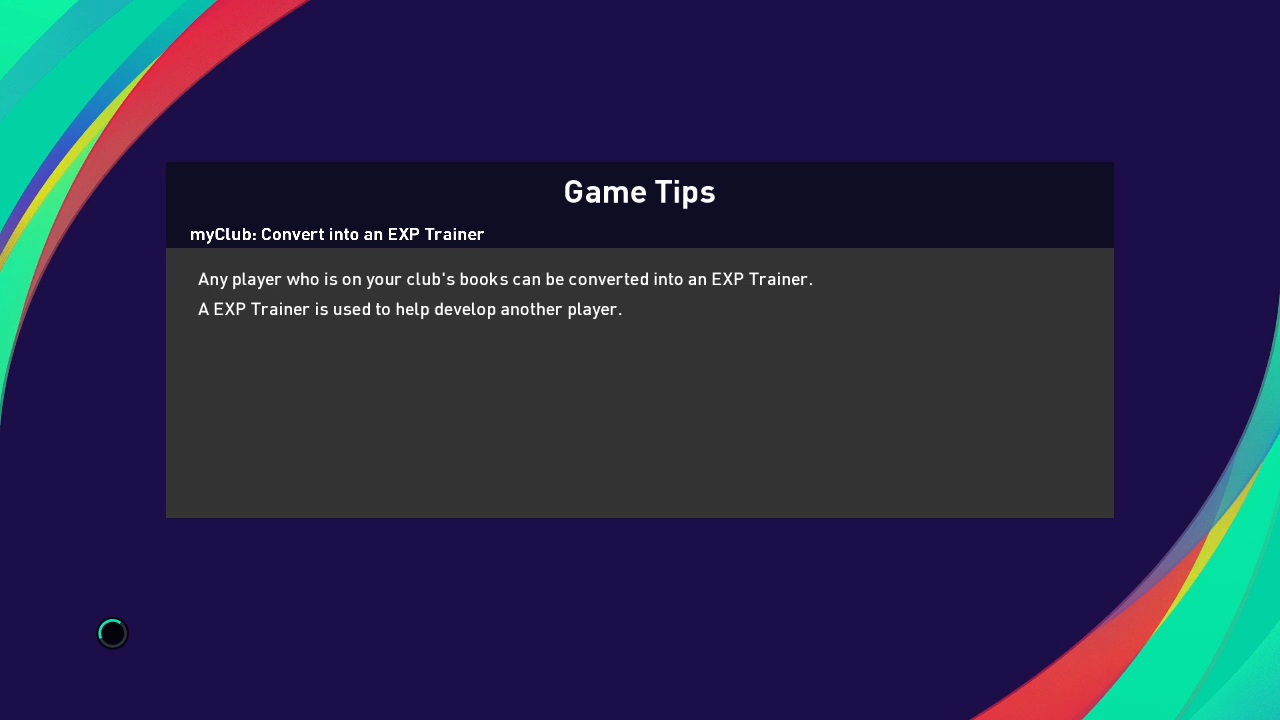 Game Tips
myClub: Convert into an EXP Trainer
Any player who is on your club's books can be converted into an EXP Trainer.
A EXP Trainer is used to help develop another player.